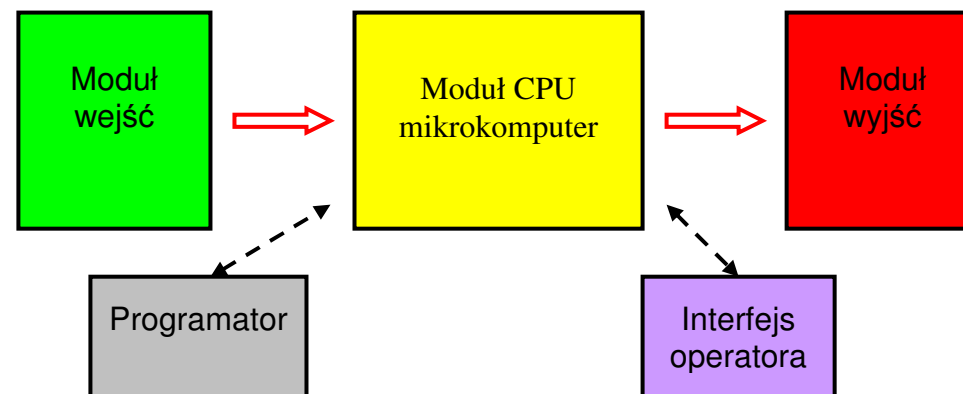 Moduł
wejść
Moduł CPU
mikrokomputer
Moduł
wyjść
Programator
Interfejs
operatora